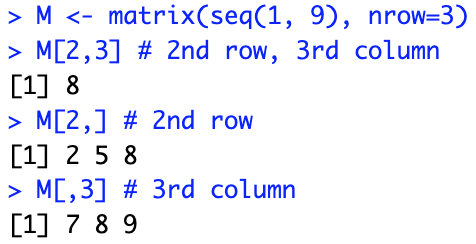 > M <- matrix(seq(1, 9), nrow=3)
> M[2,3] # 2nd row, 3rd column
[1] 8
> M[2,] # 2nd row
[1] 2 5 8
> M[,3] # 3rd column
[1] 7 8 9